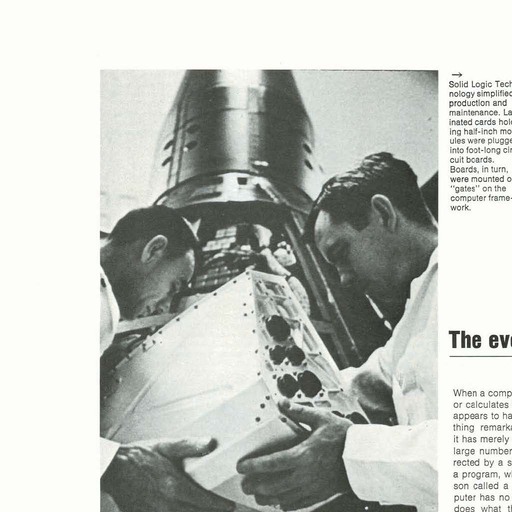 →
Solid Logic Tech
nology simplified
production and
maintenance. La
inated cards hol
ing half-inch mo
ules were plugge
into foot-long cir
cuit boards.
Boards, in turn,
were mounted o
"gates" on the
computer frame-
work.
The eve
When a comp
or calculates
appears to ha
thing remarka
it has merely
large number
rected by a s
a program, wi
son called a
puter has no
does what th